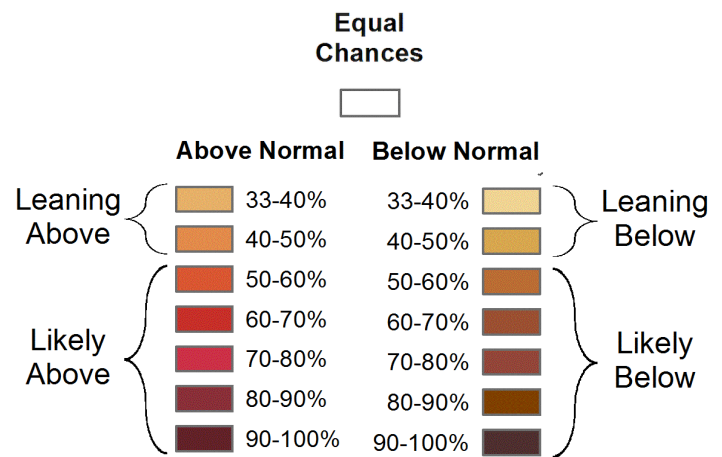 Equal
Chances
Above Normal
Below Normal
Leaning
Above
33-40%
40-50%
Likely
Above
50-60%
60-70%
70-80%
80-90%
90-100%
33-40%
40-50%
Leaning
Below
50-60%
60-70%
70-80%
80-90%
90-100%
Likely
Below